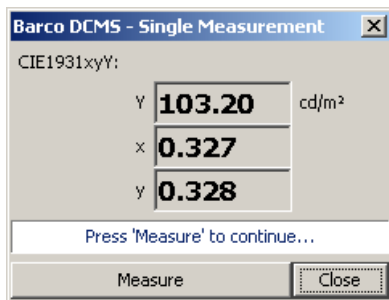 Barco DCMS - Single Measurement
CIE1931xyY:
Y 103.20 cd/m²
x 0.327
y 0.328
Press 'Measure' to continue...
Measure Close